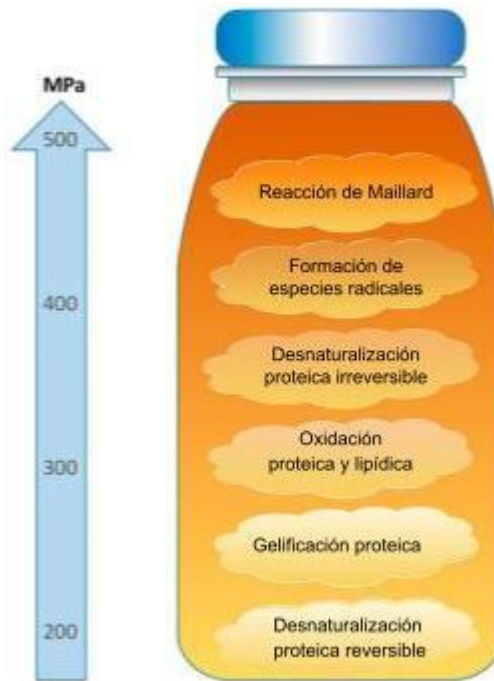 MPa
500
400
300
200
Reacción de Maillard
Formación de
especies radicales
Desnaturalización
proteica irreversible
Oxidación
proteica y lipídica
Gelificación proteica
Desnaturalización
proteica reversible